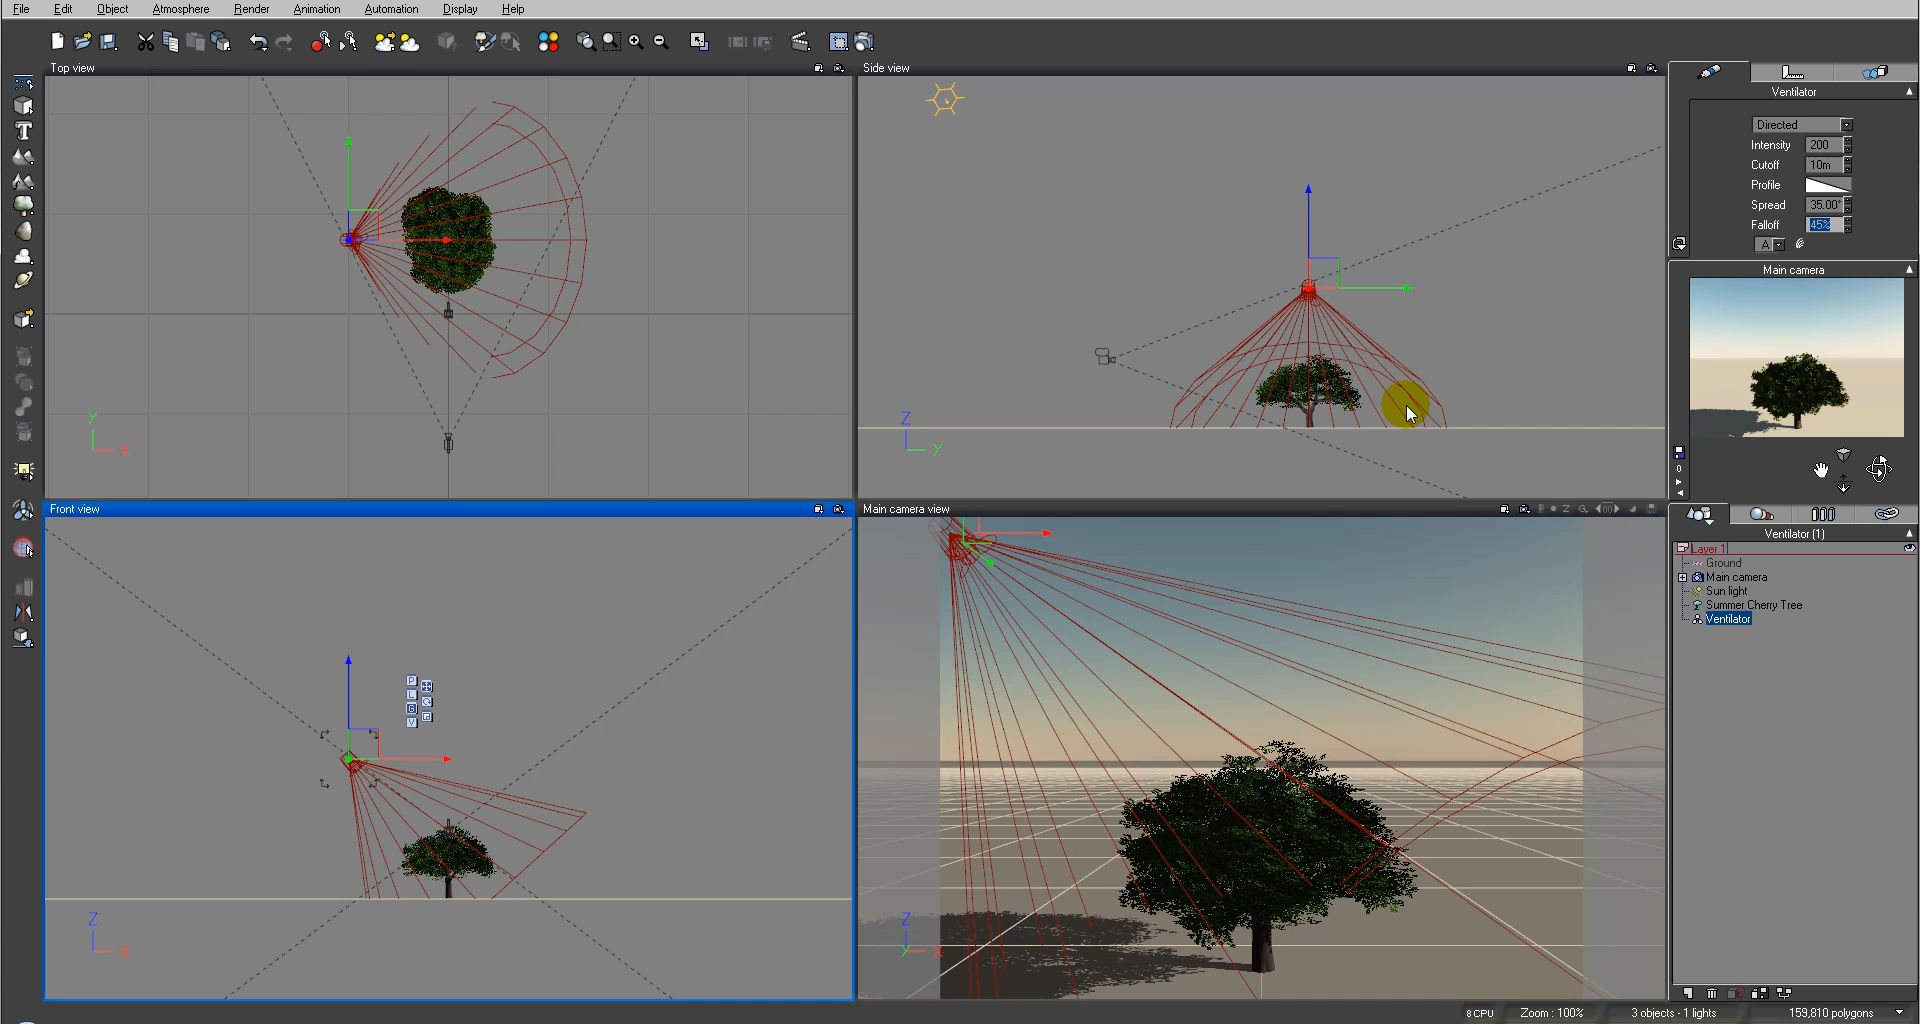 File Edit Object Atmosphere Render Animation Automation Display Help
Top view
Side view
Ventilator
Directed
Intensity 200
Cutoff 10m
Profile
Spread 35.00°
Falloff 45%
A
Main camera
0
Y
X
Z
Y
Front view
Main camera view
Ventilator (1)
Layer 1
Ground
Main camera
Sun light
Summer Cherry Tree
Ventilator
P
L
G
V
Z
X
Z
Y
X
8 CPU Zoom : 100% 3 objects - 1 lights 159,810 polygons